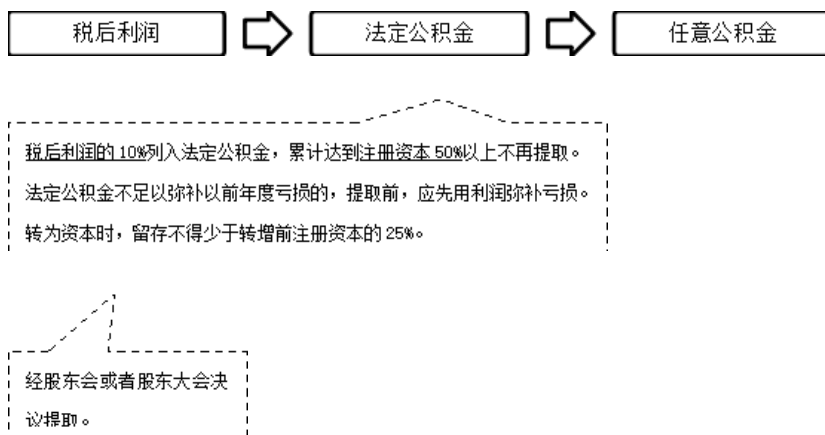 税后利润 法定公积金 任意公积金
税后利润的10%列入法定公积金，累计达到注册资本50%以上不再提取。
法定公积金不足以弥补以前年度亏损的，提取前，应先用利润弥补亏损。
转为资本时，留存不得少于转增前注册资本的25%。
经股东会或者股东大会决
议提取。